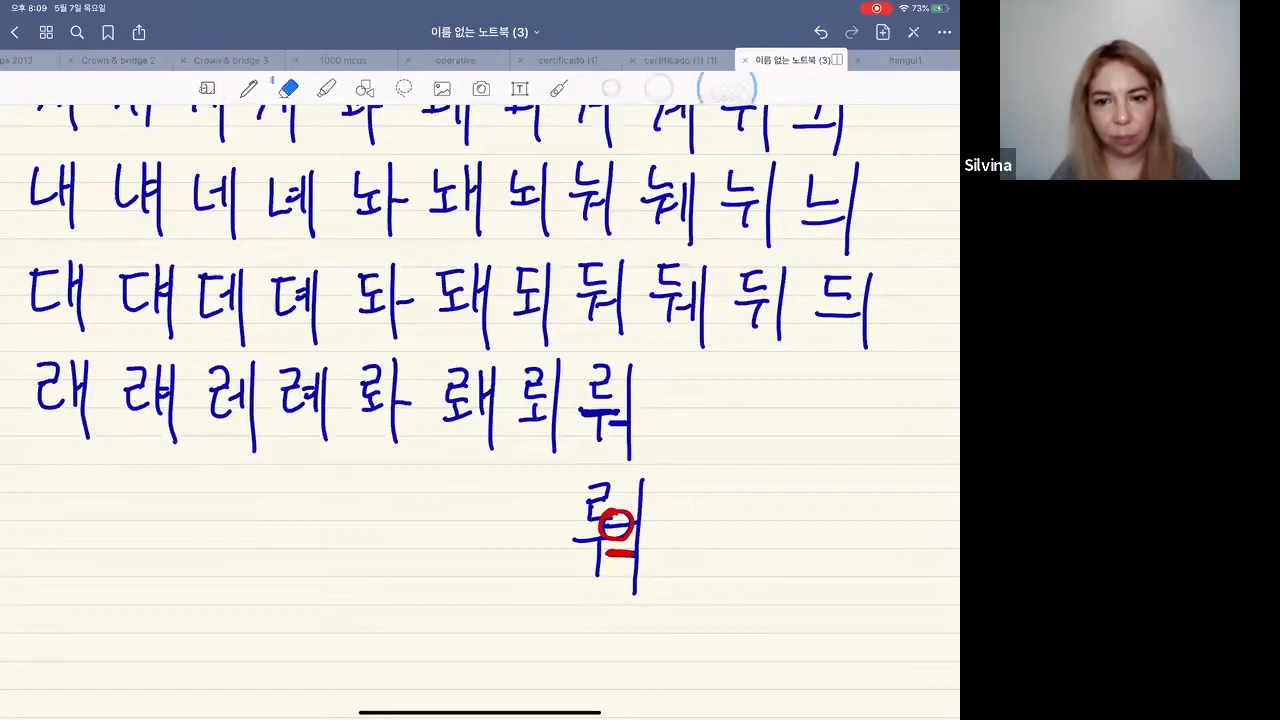 오후 8:09 5월 7일 목요일
73%
이름 없는 노트북 (3)
ps 2013 Crown & bridge 2 Crown & bridge 3 1000 mcqs operative certificado (1) certificado (1) (1) 이름 없는 노트북 (3) hangul1
내 냬 네 녜 놔 놰 뇌 눠 눼 뉘 늬
대 댸 데 뎨 돠 돼 되 둬 뒈 뒤 듸
래 럐 레 례 롸 뢔 뢰 뤄
Silvina